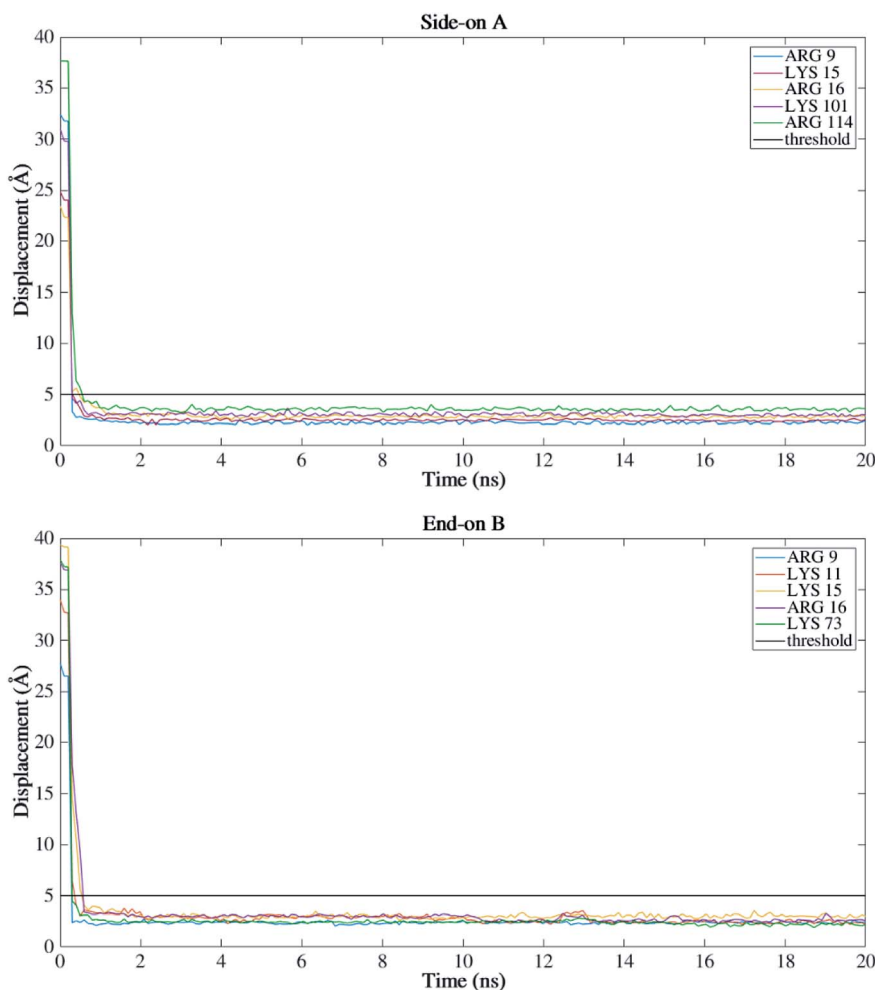 Side-on A
40
35
30
25
20
15
10
5
0
Displacement (Å)
ARG 9
LYS 15
ARG 16
LYS 101
ARG 114
threshold
0 2 4 6 8 10 12 14 16 18 20
Time (ns)
End-on B
40
35
30
25
20
15
10
5
0
Displacement (Å)
ARG 9
LYS 11
LYS 15
ARG 16
LYS 73
threshold
0 2 4 6 8 10 12 14 16 18 20
Time (ns)